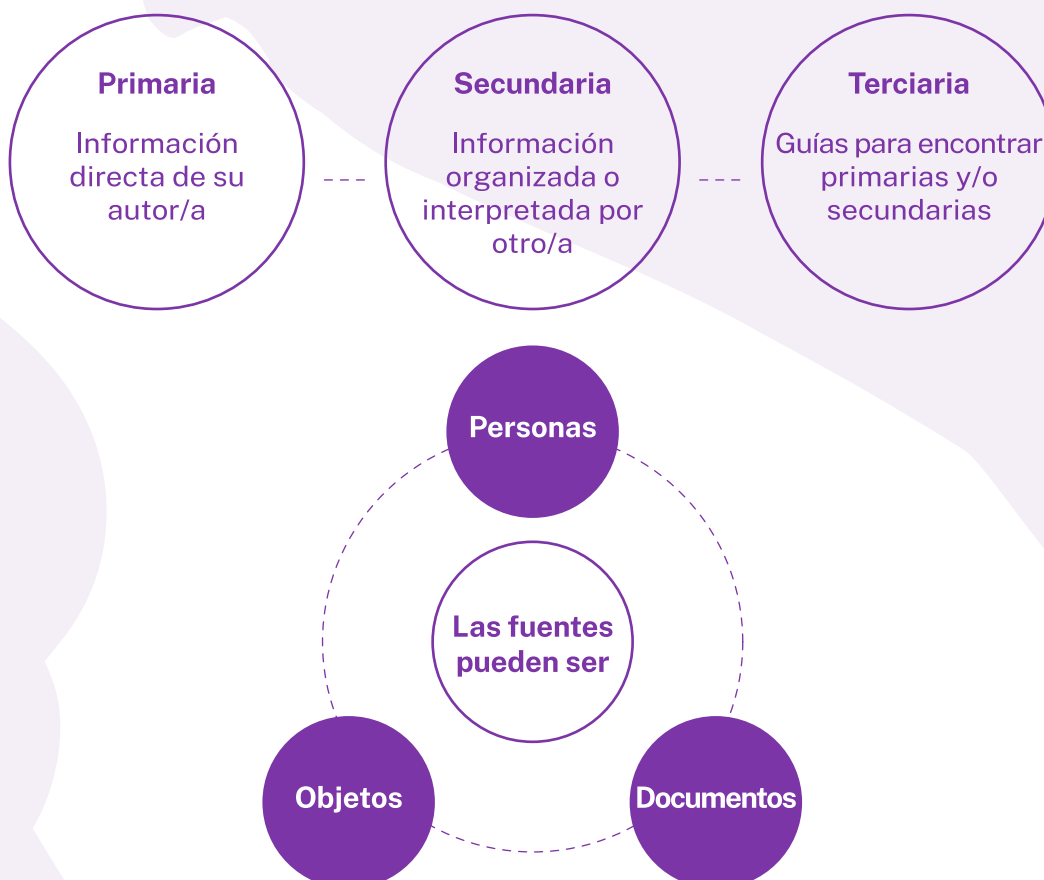 Primaria
Información
directa de su
autor/a
Secundaria
Información
organizada o
interpretada por
otro/a
Terciaria
Guías para encontrar
primarias y/o
secundarias
Personas
Las fuentes
pueden ser
Objetos
Documentos